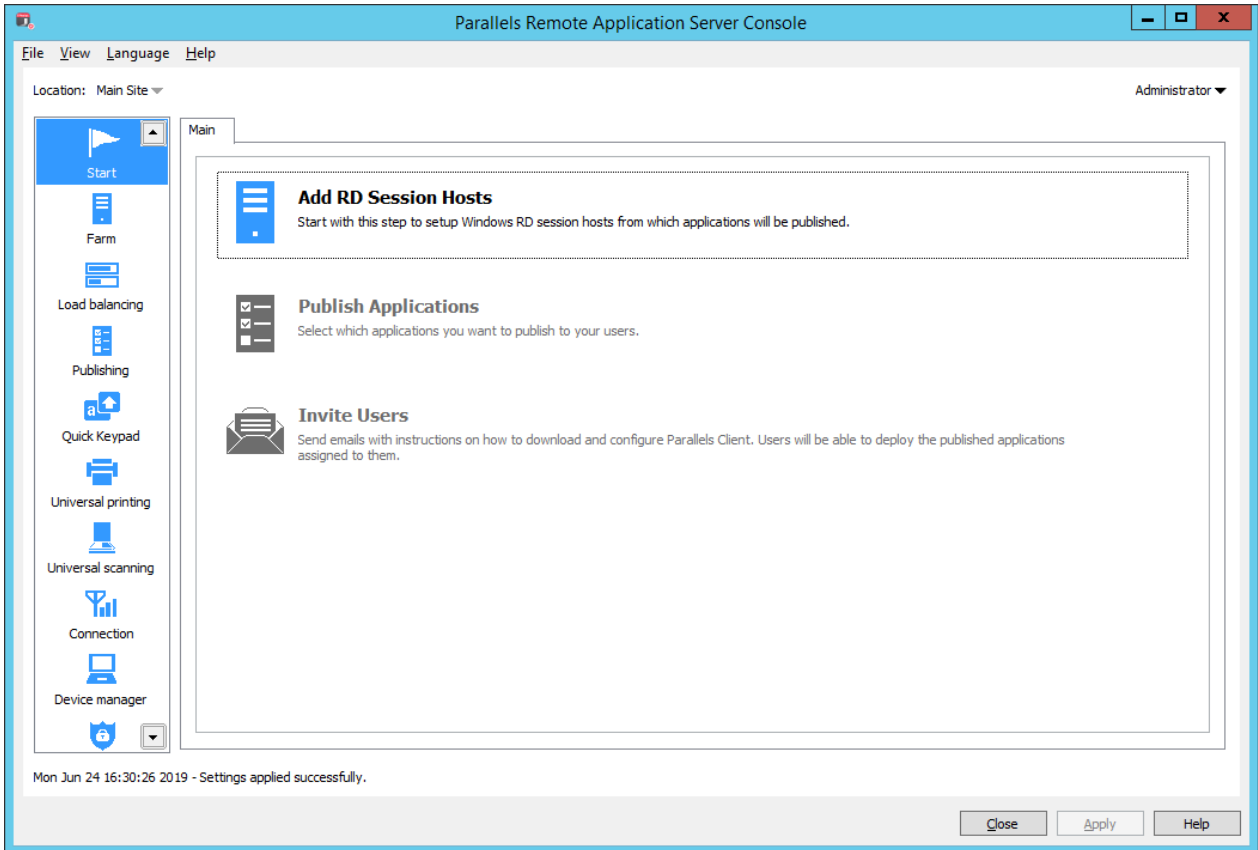 Parallels Remote Application Server Console
File View Language Help
Location: Main Site
Administrator
Start
Farm
Load balancing
Publishing
a
Quick Keypad
Universal printing
Universal scanning
Connection
Device manager
Main
Add RD Session Hosts
Start with this step to setup Windows RD session hosts from which applications will be published.
Publish Applications
Select which applications you want to publish to your users.
Invite Users
Send emails with instructions on how to download and configure Parallels Client. Users will be able to deploy the published applications
assigned to them.
Mon Jun 24 16:30:26 2019 - Settings applied successfully.
Close Apply Help